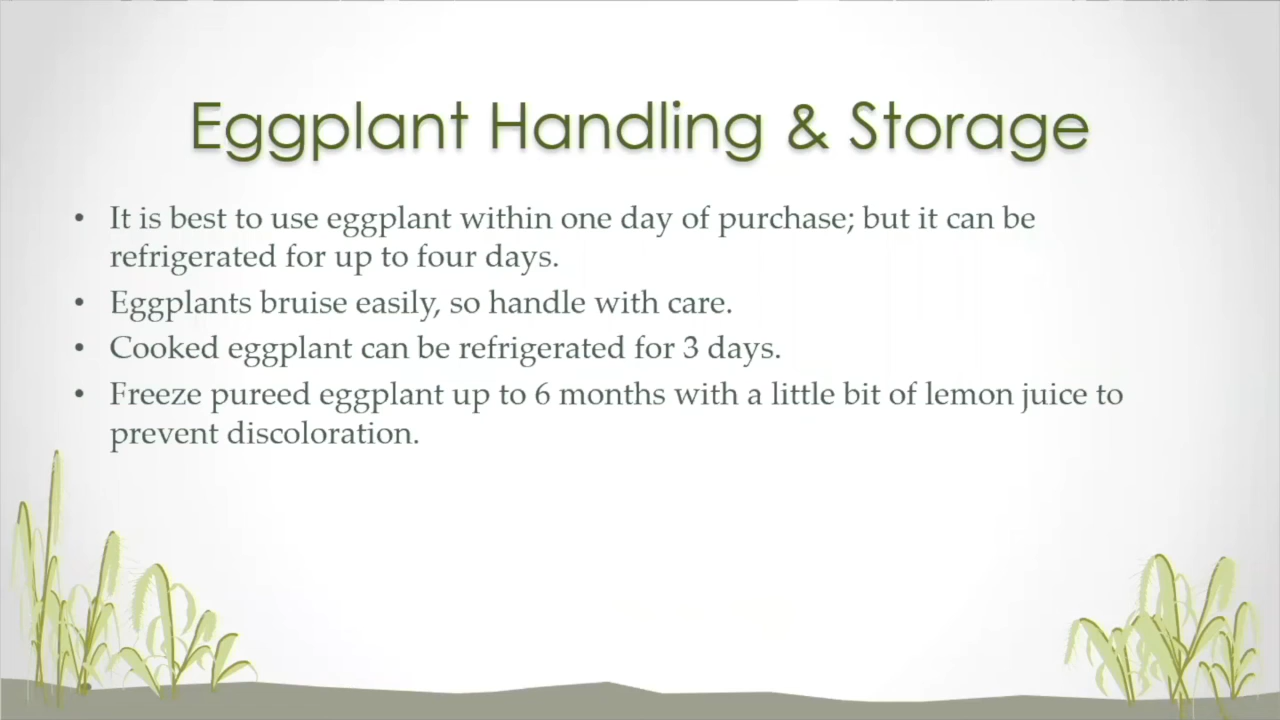 Eggplant Handling & Storage
• It is best to use eggplant within one day of purchase; but it can be
refrigerated for up to four days.
• Eggplants bruise easily, so handle with care.
• Cooked eggplant can be refrigerated for 3 days.
• Freeze pureed eggplant up to 6 months with a little bit of lemon juice to
prevent discoloration.